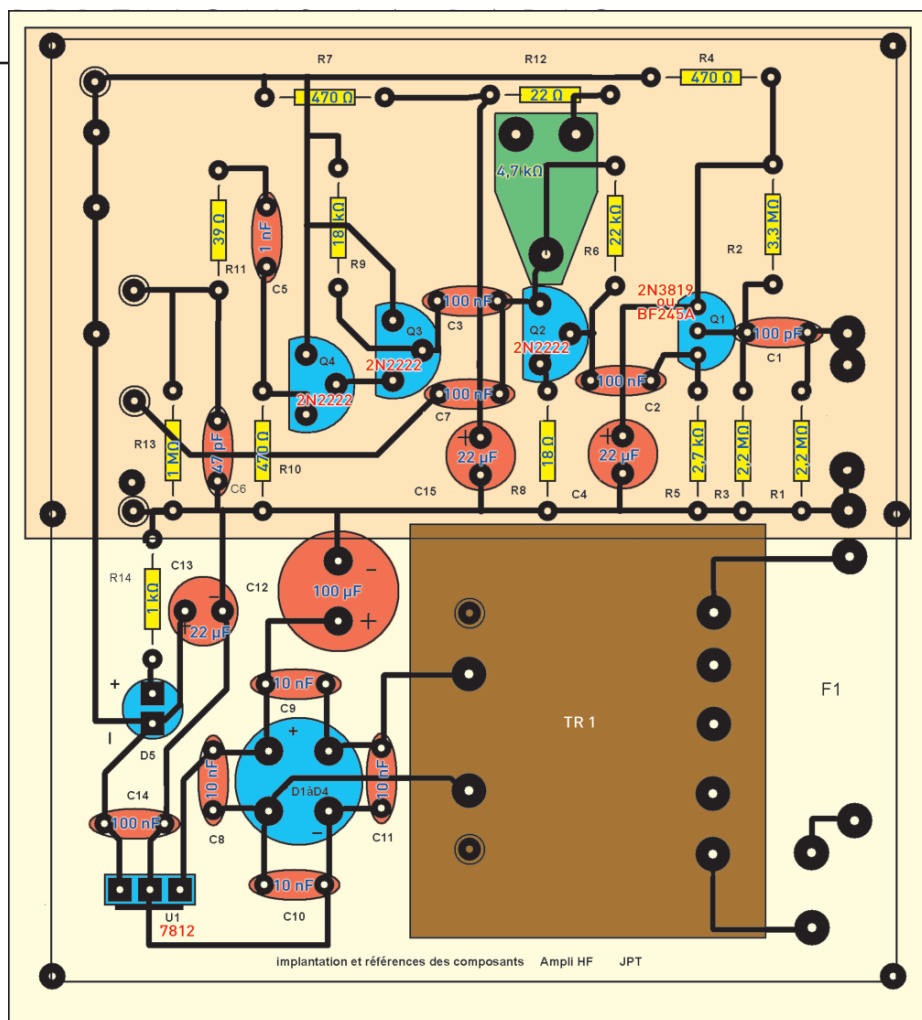 R7
R12
R4
470 Ω
22 Ω
470 Ω
4,7 kΩ
39 Ω
1 nF
18 kΩ
22 kΩ
3,3 MΩ
R11
C5
R9
R6
R2
2N3819
ou
BF245A
100 nF
C3
Q3
Q2
Q1
100 pF
C1
Q4
2N2222
2N2222
2N2222
100 nF
C7
100 nF
C2
R13
1 MΩ
47 pF
C6
470 Ω
R10
+
22 µF
C15
R8
18 Ω
+
22 µF
C4
R5
2,7 kΩ
R3
2,2 MΩ
R1
2,2 MΩ
R14
1 kΩ
C13
-
+
22 µF
C12
-
100 µF
+
10 nF
C9
+
-
D5
TR 1
F1
+
D1àD4
-
10 nF
C8
10 nF
C11
C14
100 nF
10 nF
C10
U1
7812
implantation et références des composants Ampli HF JPT